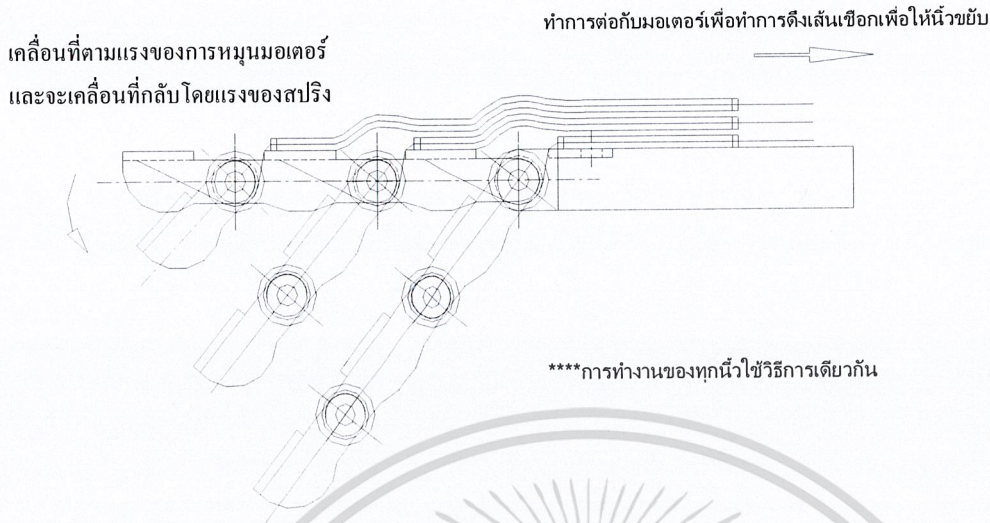 ทำการต่อกับมอเตอร์เพื่อทำการดึงเส้นเชือกเพื่อให้นิ้วขยับ
เคลื่อนที่ตามแรงของการหมุนมอเตอร์
และจะเคลื่อนที่กลับโดยแรงของสปริง
****การทำงานของทุกนิ้วใช้วิธีการเดียวกัน